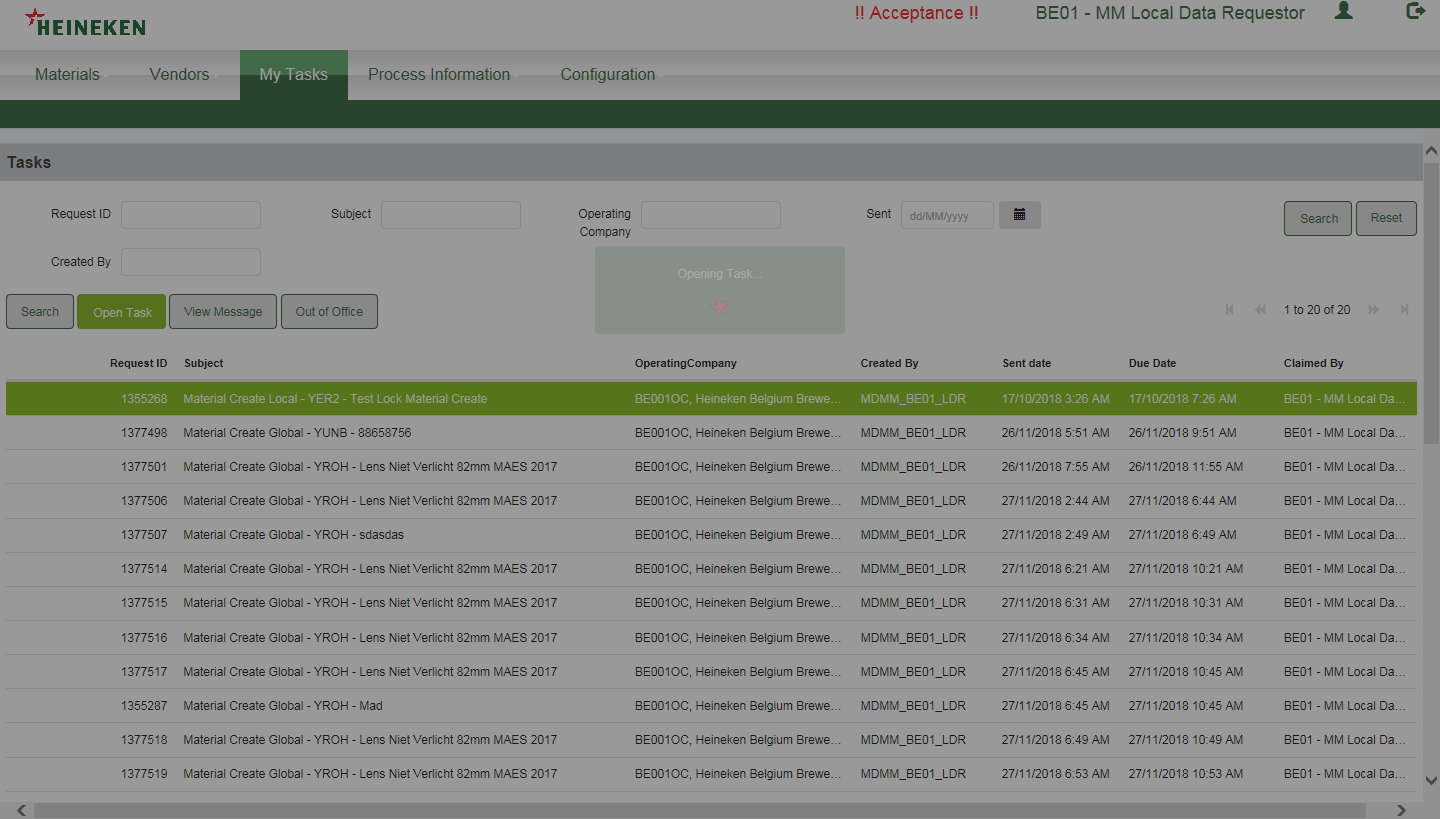 HEINEKEN !! Acceptance !! BE01 - MM Local Data Requestor
Materials Vendors My Tasks Process Information Configuration
Tasks
Request ID Subject Operating Company Sent dd/MM/yyyy Search Reset
Created By
Opening Task...
Search Open Task View Message Out of Office 1 to 20 of 20
Request ID Subject OperatingCompany Created By Sent date Due Date Claimed By
1355268 Material Create Local - YER2 - Test Lock Material Create BE001OC, Heineken Belgium Brewe... MDMM_BE01_LDR 17/10/2018 3:26 AM 17/10/2018 7:26 AM BE01 - MM Local Da...
1377498 Material Create Global - YUNB - 88658756 BE001OC, Heineken Belgium Brewe... MDMM_BE01_LDR 26/11/2018 5:51 AM 26/11/2018 9:51 AM BE01 - MM Local Da...
1377501 Material Create Global - YROH - Lens Niet Verlicht 82mm MAES 2017 BE001OC, Heineken Belgium Brewe... MDMM_BE01_LDR 26/11/2018 7:55 AM 26/11/2018 11:55 AM BE01 - MM Local Da...
1377506 Material Create Global - YROH - Lens Niet Verlicht 82mm MAES 2017 BE001OC, Heineken Belgium Brewe... MDMM_BE01_LDR 27/11/2018 2:44 AM 27/11/2018 6:44 AM BE01 - MM Local Da...
1377507 Material Create Global - YROH - sdasdas BE001OC, Heineken Belgium Brewe... MDMM_BE01_LDR 27/11/2018 2:49 AM 27/11/2018 6:49 AM BE01 - MM Local Da...
1377514 Material Create Global - YROH - Lens Niet Verlicht 82mm MAES 2017 BE001OC, Heineken Belgium Brewe... MDMM_BE01_LDR 27/11/2018 6:21 AM 27/11/2018 10:21 AM BE01 - MM Local Da...
1377515 Material Create Global - YROH - Lens Niet Verlicht 82mm MAES 2017 BE001OC, Heineken Belgium Brewe... MDMM_BE01_LDR 27/11/2018 6:31 AM 27/11/2018 10:31 AM BE01 - MM Local Da...
1377516 Material Create Global - YROH - Lens Niet Verlicht 82mm MAES 2017 BE001OC, Heineken Belgium Brewe... MDMM_BE01_LDR 27/11/2018 6:34 AM 27/11/2018 10:34 AM BE01 - MM Local Da...
1377517 Material Create Global - YROH - Lens Niet Verlicht 82mm MAES 2017 BE001OC, Heineken Belgium Brewe... MDMM_BE01_LDR 27/11/2018 6:45 AM 27/11/2018 10:45 AM BE01 - MM Local Da...
1355287 Material Create Global - YROH - Mad BE001OC, Heineken Belgium Brewe... MDMM_BE01_LDR 27/11/2018 6:45 AM 27/11/2018 10:45 AM BE01 - MM Local Da...
1377518 Material Create Global - YROH - Lens Niet Verlicht 82mm MAES 2017 BE001OC, Heineken Belgium Brewe... MDMM_BE01_LDR 27/11/2018 6:49 AM 27/11/2018 10:49 AM BE01 - MM Local Da...
1377519 Material Create Global - YROH - Lens Niet Verlicht 82mm MAES 2017 BE001OC, Heineken Belgium Brewe... MDMM_BE01_LDR 27/11/2018 6:53 AM 27/11/2018 10:53 AM BE01 - MM Local Da...